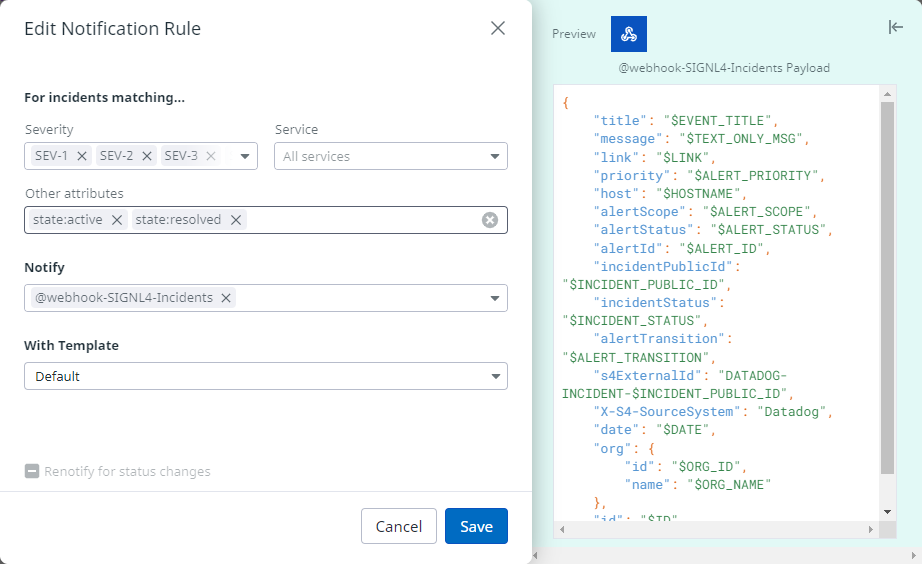 Edit Notification Rule
For incidents matching...
Severity
Service
SEV-1 SEV-2 SEV-3
All services
Other attributes
state:active state:resolved
Notify
@webhook-SIGNL4-Incidents
With Template
Default
Renotify for status changes
Cancel Save
Preview
@webhook-SIGNL4-Incidents Payload
{
"title": "$EVENT_TITLE",
"message": "$TEXT_ONLY_MSG",
"link": "$LINK",
"priority": "$ALERT_PRIORITY",
"host": "$HOSTNAME",
"alertScope": "$ALERT_SCOPE",
"alertStatus": "$ALERT_STATUS",
"alertId": "$ALERT_ID",
"incidentPublicId":
"$INCIDENT_PUBLIC_ID",
"incidentStatus":
"$INCIDENT_STATUS",
"alertTransition":
"$ALERT_TRANSITION",
"s4ExternalId": "DATADOG-
INCIDENT-$INCIDENT_PUBLIC_ID",
"X-S4-SourceSystem": "Datadog",
"date": "$DATE",
"org": {
"id": "$ORG_ID",
"name": "$ORG_NAME"
},
"id": "$ID"